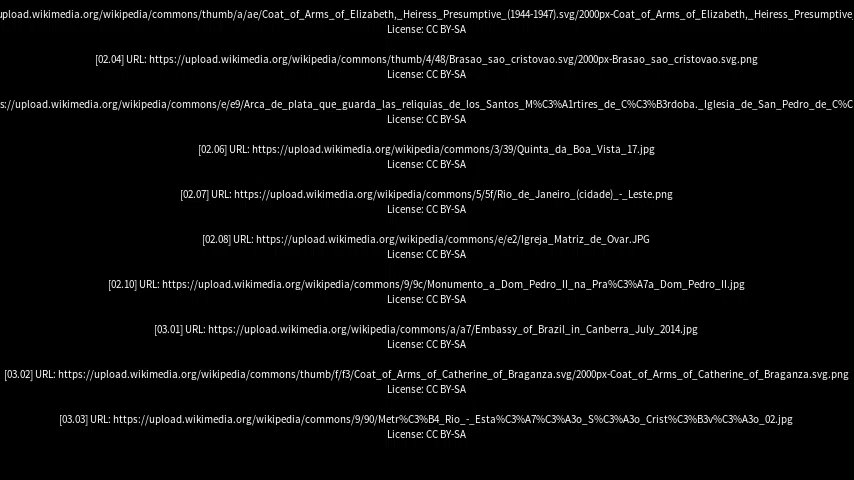 upload.wikimedia.org/wikipedia/commons/thumb/a/ae/Coat_of_Arms_of_Elizabeth,_Heiress_Presumptive_(1944-1947).svg/2000px-Coat_of_Arms_of_Elizabeth,_Heiress_Presumptive_
License: CC BY-SA
[02.04] URL: https://upload.wikimedia.org/wikipedia/commons/thumb/4/48/Brasao_sao_cristovao.svg/2000px-Brasao_sao_cristovao.svg.png
License: CC BY-SA
s://upload.wikimedia.org/wikipedia/commons/e/e9/Arca_de_plata_que_guarda_las_reliquias_de_los_Santos_M%C3%A1rtires_de_C%C3%B3rdoba._Iglesia_de_San_Pedro_de_C%C
License: CC BY-SA
[02.06] URL: https://upload.wikimedia.org/wikipedia/commons/3/39/Quinta_da_Boa_Vista_17.jpg
License: CC BY-SA
[02.07] URL: https://upload.wikimedia.org/wikipedia/commons/5/5f/Rio_de_Janeiro_(cidade)_-_Leste.png
License: CC BY-SA
[02.08] URL: https://upload.wikimedia.org/wikipedia/commons/e/e2/Igreja_Matriz_de_Ovar.JPG
License: CC BY-SA
[02.10] URL: https://upload.wikimedia.org/wikipedia/commons/9/9c/Monumento_a_Dom_Pedro_II_na_Pra%C3%A7a_Dom_Pedro_II.jpg
License: CC BY-SA
[03.01] URL: https://upload.wikimedia.org/wikipedia/commons/a/a7/Embassy_of_Brazil_in_Canberra_July_2014.jpg
License: CC BY-SA
[03.02] URL: https://upload.wikimedia.org/wikipedia/commons/thumb/f/f3/Coat_of_Arms_of_Catherine_of_Braganza.svg/2000px-Coat_of_Arms_of_Catherine_of_Braganza.svg.png
License: CC BY-SA
[03.03] URL: https://upload.wikimedia.org/wikipedia/commons/9/90/Metr%C3%B4_Rio_-_Esta%C3%A7%C3%A3o_S%C3%A3o_Crist%C3%B3v%C3%A3o_02.jpg
License: CC BY-SA